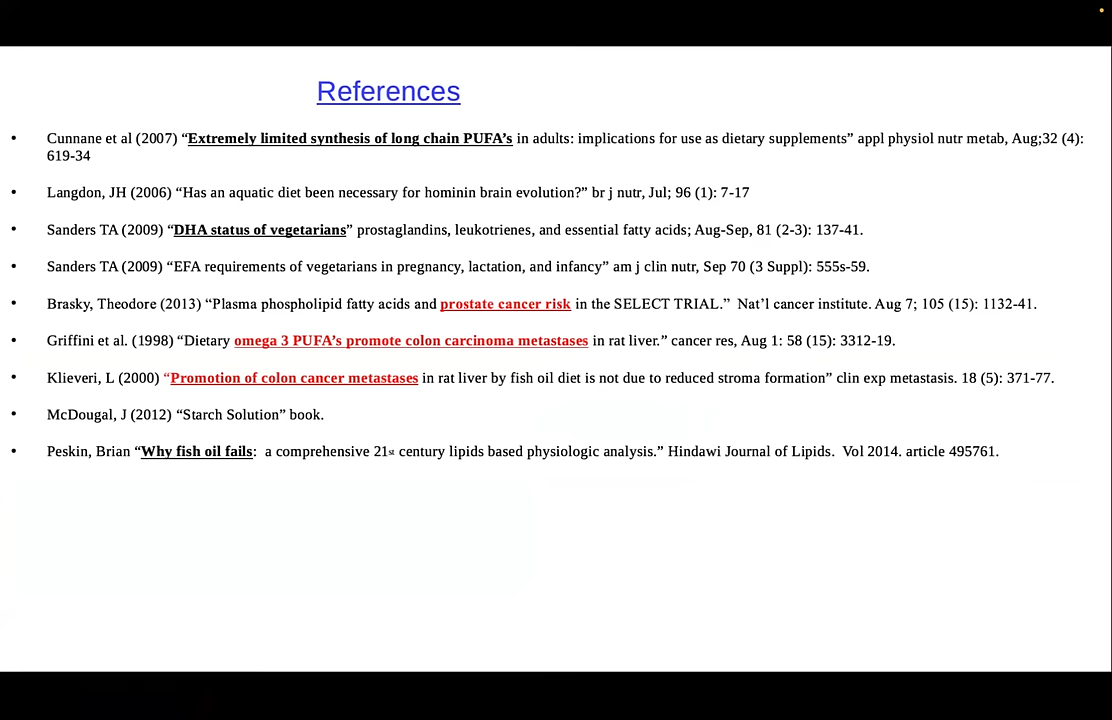 References
• Cunnane et al (2007) “Extremely limited synthesis of long chain PUFA’s in adults: implications for use as dietary supplements” appl physiol nutr metab, Aug;32 (4):
619-34
• Langdon, JH (2006) “Has an aquatic diet been necessary for hominin brain evolution?” br j nutr, Jul; 96 (1): 7-17
• Sanders TA (2009) “DHA status of vegetarians” prostaglandins, leukotrienes, and essential fatty acids; Aug-Sep, 81 (2-3): 137-41.
• Sanders TA (2009) “EFA requirements of vegetarians in pregnancy, lactation, and infancy” am j clin nutr, Sep 70 (3 Suppl): 555s-59.
• Brasky, Theodore (2013) “Plasma phospholipid fatty acids and prostate cancer risk in the SELECT TRIAL.” Nat’l cancer institute. Aug 7; 105 (15): 1132-41.
• Griffini et al. (1998) “Dietary omega 3 PUFA’s promote colon carcinoma metastases in rat liver.” cancer res, Aug 1: 58 (15): 3312-19.
• Klieveri, L (2000) “Promotion of colon cancer metastases in rat liver by fish oil diet is not due to reduced stroma formation” clin exp metastasis. 18 (5): 371-77.
• McDougal, J (2012) “Starch Solution” book.
• Peskin, Brian “Why fish oil fails: a comprehensive 21st century lipids based physiologic analysis.” Hindawi Journal of Lipids. Vol 2014. article 495761.